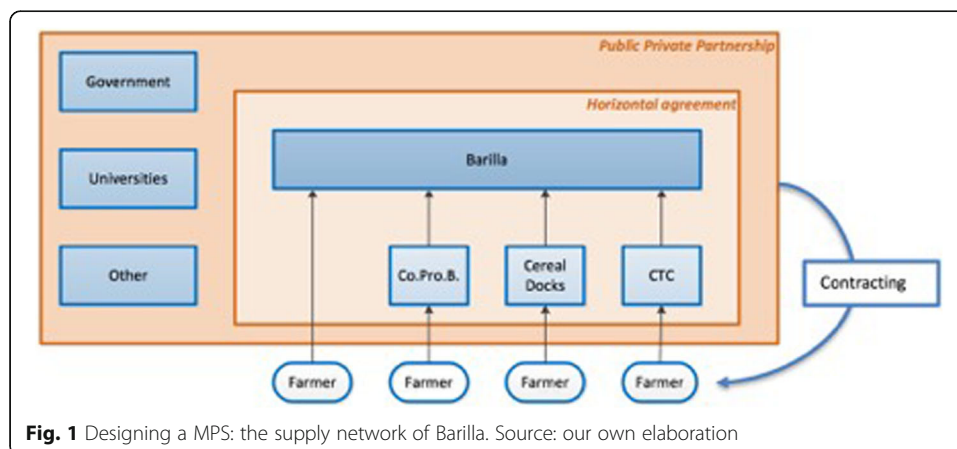 Public Private Partnership
Government
Horizontal agreement
Barilla
Universities
Other
Co.Pro.B.
Cereal
Docks
CTC
Contracting
Farmer
Farmer
Farmer
Farmer
Fig. 1 Designing a MPS: the supply network of Barilla. Source: our own elaboration